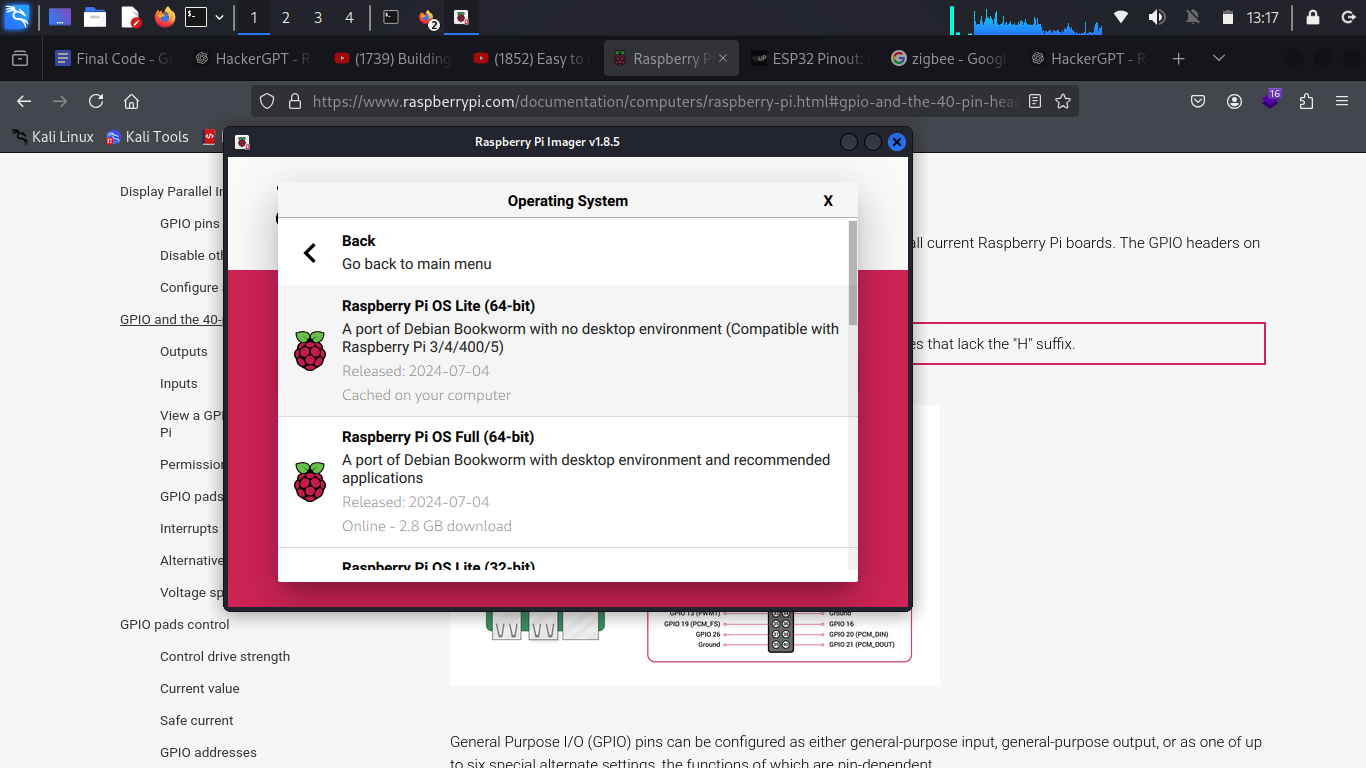 1 2 3 4 2 13:17
Final Code - G
HackerGPT - R
(1739) Building
(1852) Easy to
Raspberry P
ESP32 Pinout:
zigbee - Googl
HackerGPT - R
https://www.raspberrypi.com/documentation/computers/raspberry-pi.html#gpio-and-the-40-pin-hea
16
Kali Linux
Kali Tools
Raspberry Pi Imager v1.8.5
Operating System
X
Back
Go back to main menu
Raspberry Pi OS Lite (64-bit)
A port of Debian Bookworm with no desktop environment (Compatible with
Raspberry Pi 3/4/400/5)
Released: 2024-07-04
Cached on your computer
Raspberry Pi OS Full (64-bit)
A port of Debian Bookworm with desktop environment and recommended
applications
Released: 2024-07-04
Online - 2.8 GB download
Raspberry Pi OS Lite (32-bit)
Display Parallel In
GPIO pins
Disable oth
Configure
GPIO and the 40-
Outputs
Inputs
View a GPI
Pi
Permission
GPIO pads
Interrupts
Alternative
Voltage sp
GPIO pads control
Control drive strength
Current value
Safe current
GPIO addresses
all current Raspberry Pi boards. The GPIO headers on
es that lack the "H" suffix.
GPIO 13 (PWM1) Ground
GPIO 19 (PCM_FS) GPIO 16
GPIO 26 GPIO 20 (PCM_DIN)
Ground GPIO 21 (PCM_DOUT)
General Purpose I/O (GPIO) pins can be configured as either general-purpose input, general-purpose output, or as one of up
to six special alternate settings, the functions of which are pin-dependent.